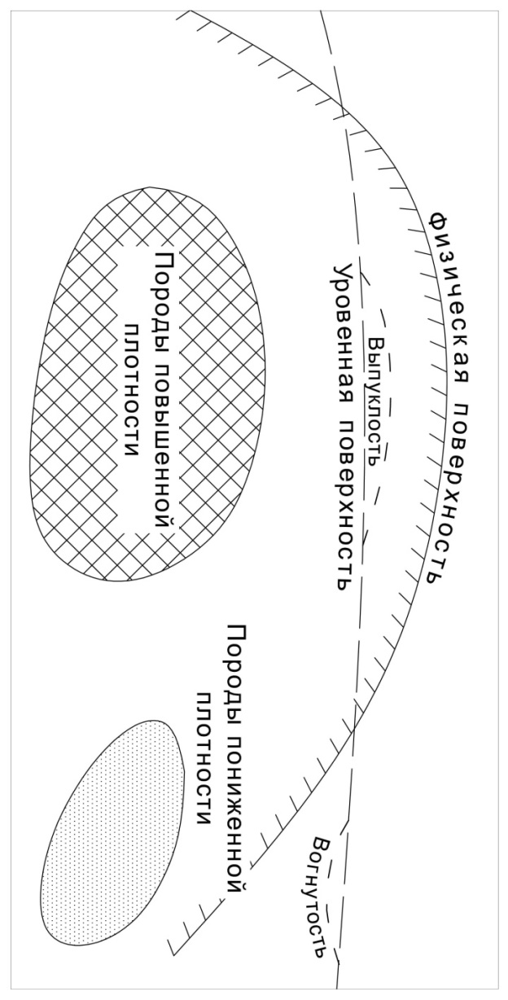 Физическая поверхность
Выпуклость
Уровенная поверхность
Вогнутость
Породы повышенной
плотности
Породы пониженной
плотности